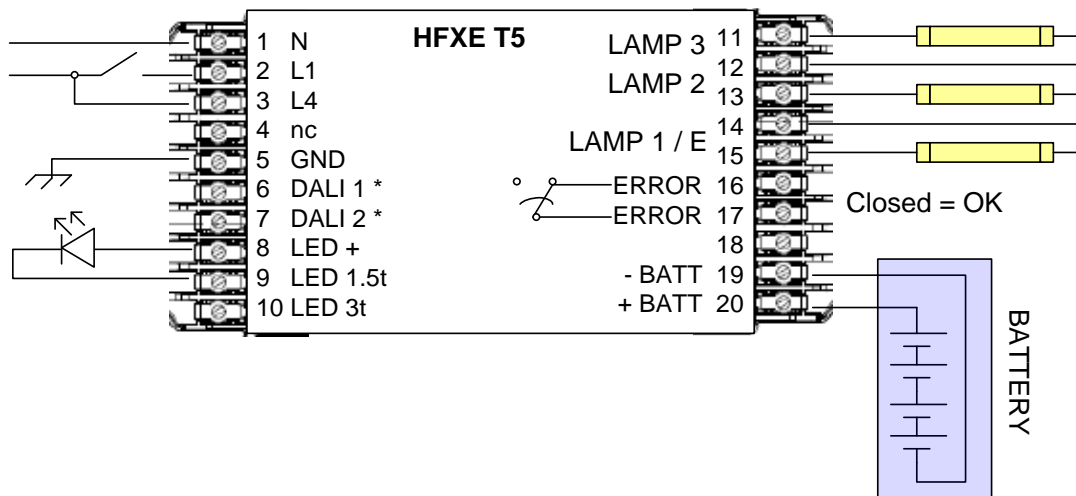 HFXE T5
1 N
2 L1
3 L4
4 nc
5 GND
6 DALI 1 *
7 DALI 2 *
8 LED +
9 LED 1.5t
10 LED 3t
LAMP 3 11
12
LAMP 2 13
14
LAMP 1 / E 15
ERROR 16
ERROR 17
18
- BATT 19
+ BATT 20
Closed = OK
BATTERY